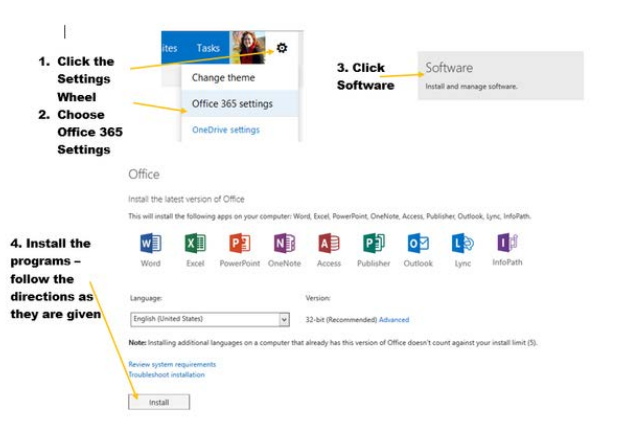 1. Click the
Settings
Wheel
2. Choose
Office 365
Settings
ites Tasks
Change theme
Office 365 settings
OneDrive settings
3. Click
Software
Software
Install and manage software.
Office
Install the latest version of Office
This will install the following apps on your computer: Word, Excel, PowerPoint, OneNote, Access, Publisher, Outlook, Lync, InfoPath.
Word Excel PowerPoint OneNote Access Publisher Outlook Lync InfoPath
4. Install the
programs –
follow the
directions as
they are given
Language: Version:
English (United States) 32-bit (Recommended) Advanced
Note: Installing additional languages on a computer that already has this version of Office doesn't count against your install limit (5).
Review system requirements
Troubleshoot installation
Install